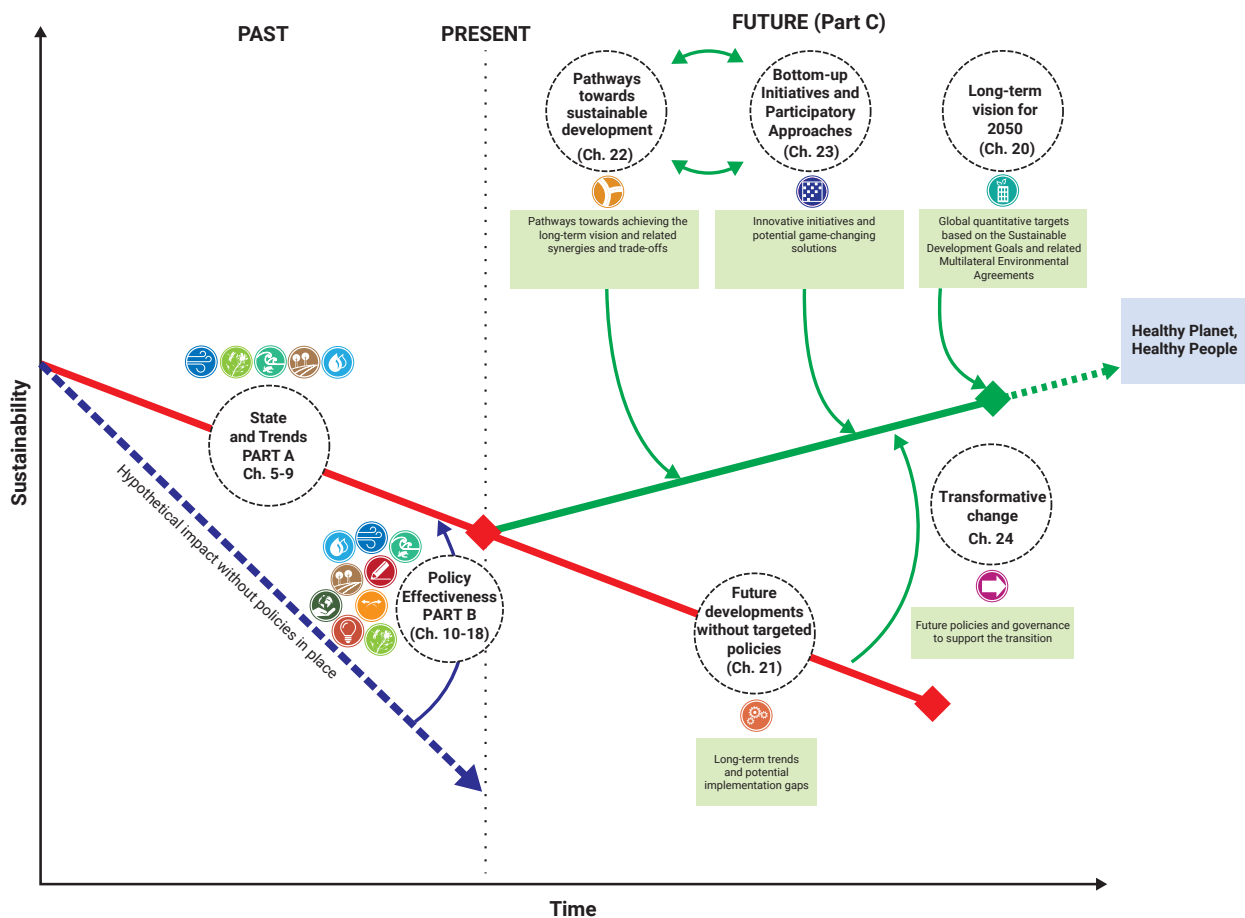 PAST
PRESENT
FUTURE (Part C)
Pathways
towards
sustainable
development
(Ch. 22)
Bottom-up
Initiatives and
Participatory
Approaches
(Ch. 23)
Long-term
vision for
2050
(Ch. 20)
Pathways towards achieving the
long-term vision and related
synergies and trade-offs
Innovative initiatives and
potential game-changing
solutions
Global quantitative targets
based on the Sustainable
Development Goals and related
Multilateral Environmental
Agreements
Healthy Planet,
Healthy People
Sustainability
State
and Trends
PART A
Ch. 5-9
Hypothetical impact without policies in place
Policy
Effectiveness
PART B
(Ch. 10-18)
Transformative
change
Ch. 24
Future policies and governance
to support the transition
Future
developments
without targeted
policies
(Ch. 21)
Long-term trends
and potential
implementation gaps
Time